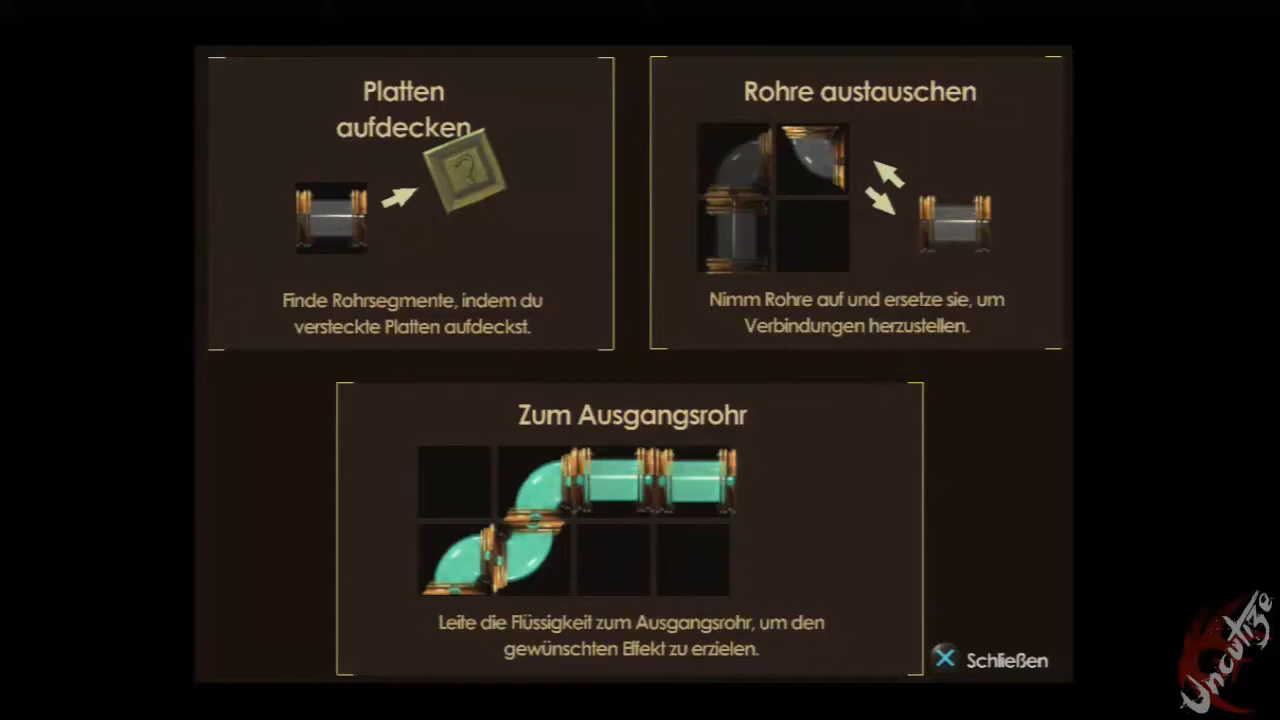 Platten
aufdecken
?
Finde Rohrsegmente, indem du
versteckte Platten aufdeckst.
Rohre austauschen
Nimm Rohre auf und ersetze sie, um
Verbindungen herzustellen.
Zum Ausgangsrohr
Leite die Flüssigkeit zum Ausgangsrohr, um den
gewünschten Effekt zu erzielen.
Schließen
Uncutize